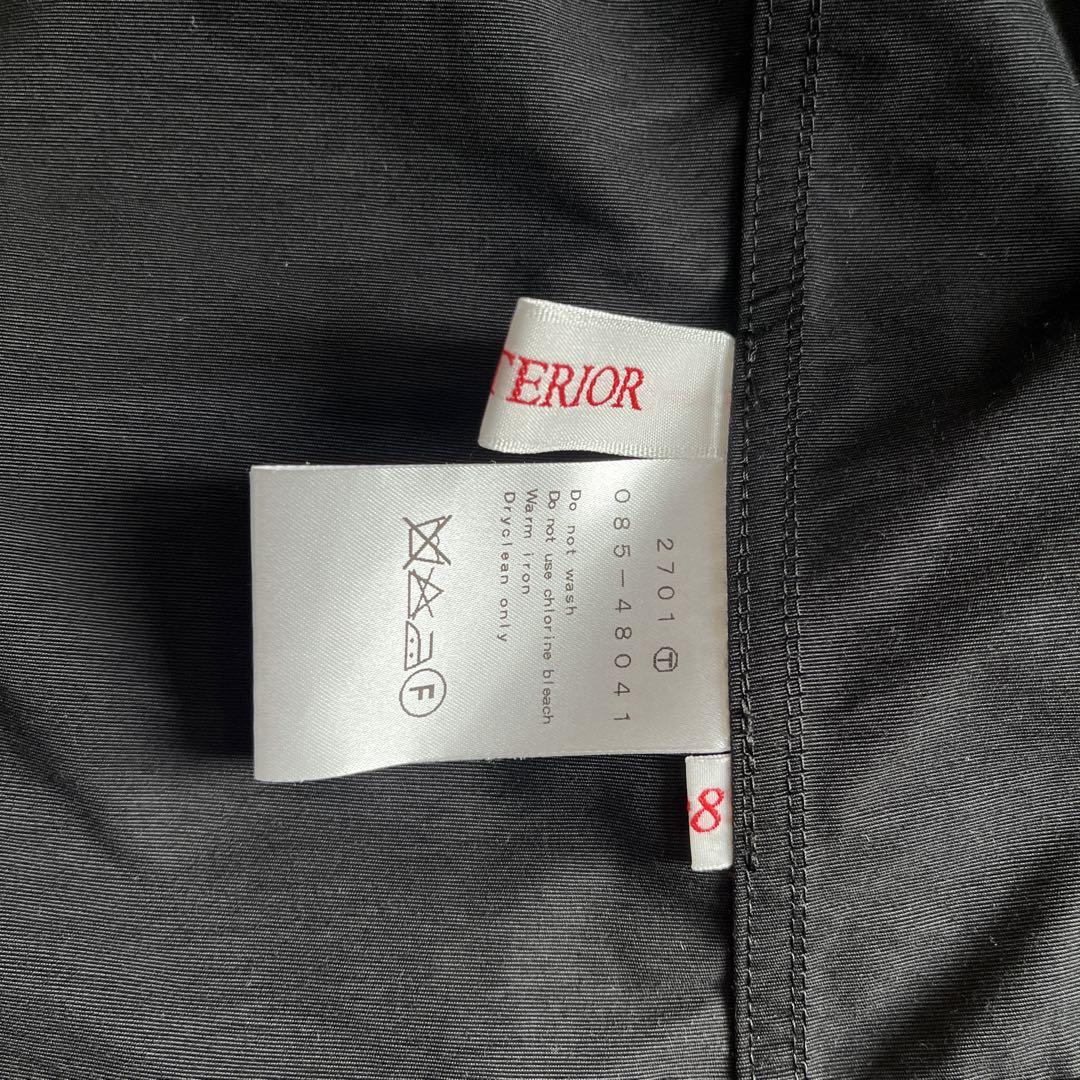 TERIOR
2701 Ⓣ
085-48041
Do not wash
Do not use chlorine bleach
Warm iron
Dryclean only
F
8